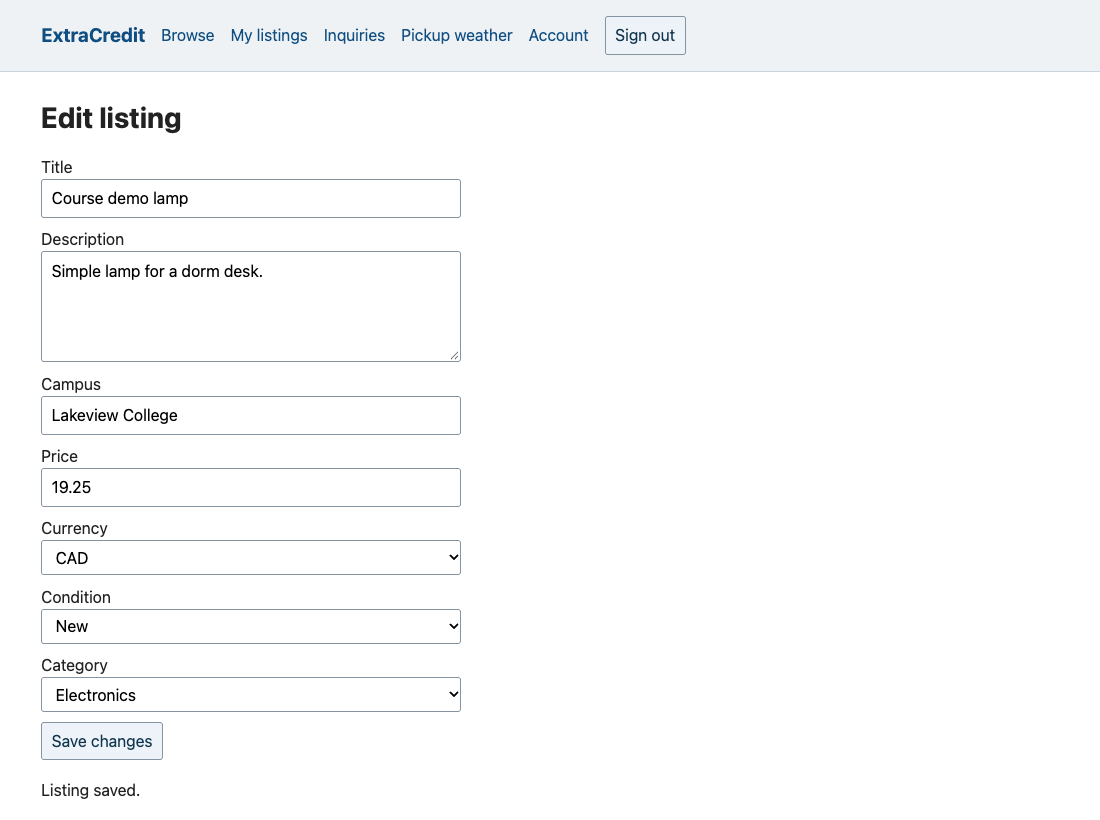 ExtraCredit Browse My listings Inquiries Pickup weather Account Sign out
Edit listing
Title
Course demo lamp
Description
Simple lamp for a dorm desk.
Campus
Lakeview College
Price
19.25
Currency
CAD
Condition
New
Category
Electronics
Save changes
Listing saved.